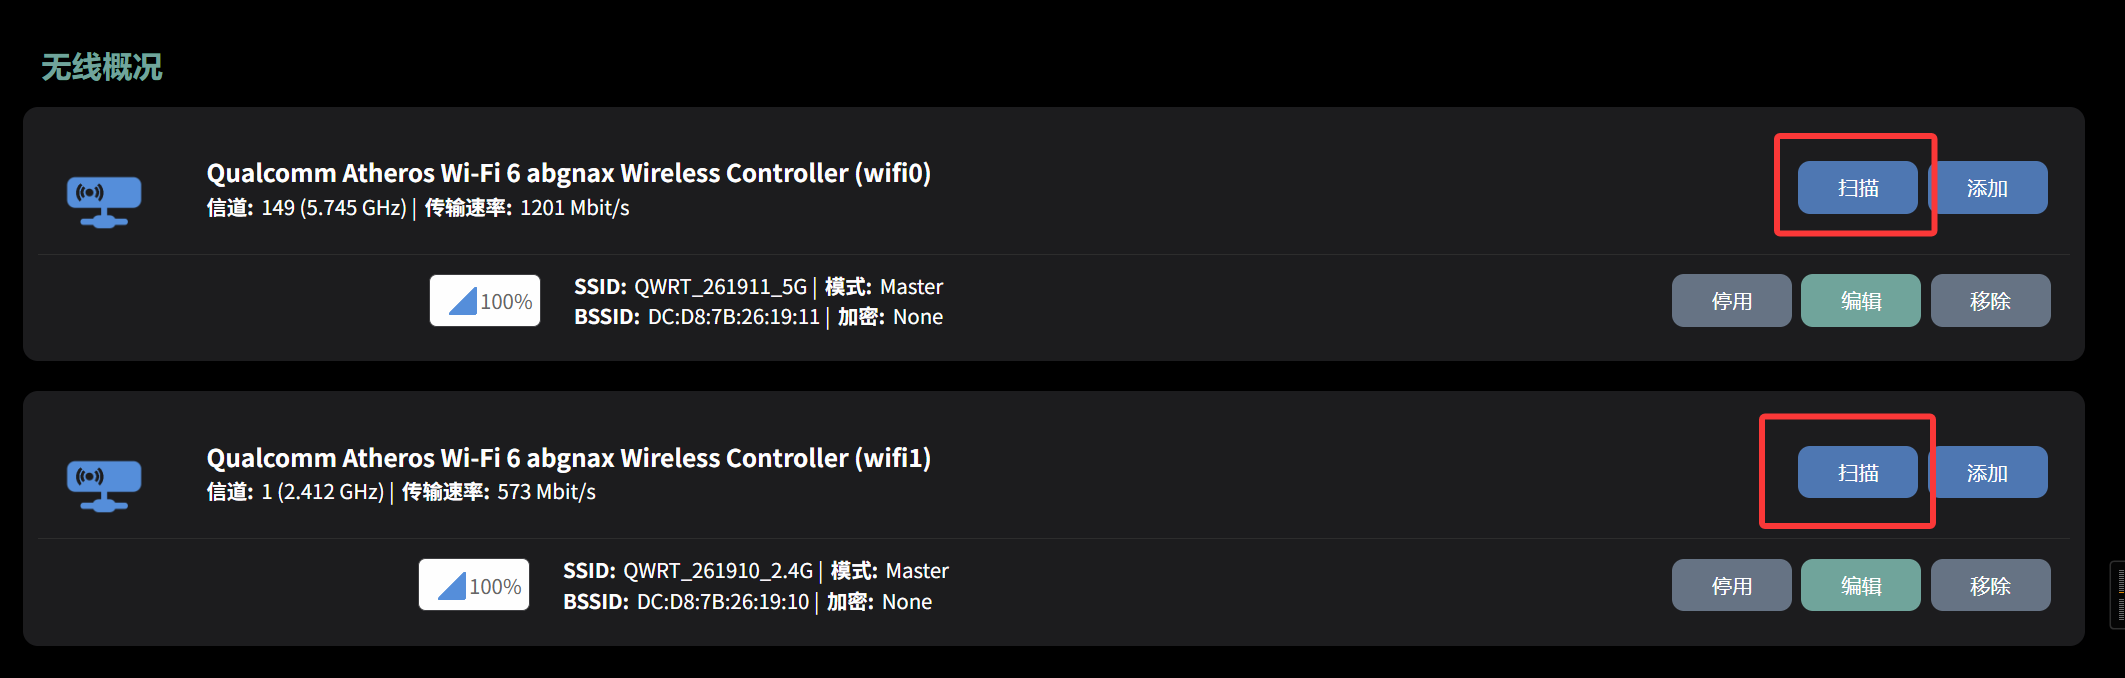 无线概况
Qualcomm Atheros Wi-Fi 6 abgnax Wireless Controller (wifi0)
信道: 149 (5.745 GHz) | 传输速率: 1201 Mbit/s
扫描 添加
100%
SSID: QWRT_261911_5G | 模式: Master
BSSID: DC:D8:7B:26:19:11 | 加密: None
停用 编辑 移除
Qualcomm Atheros Wi-Fi 6 abgnax Wireless Controller (wifi1)
信道: 1 (2.412 GHz) | 传输速率: 573 Mbit/s
扫描 添加
100%
SSID: QWRT_261910_2.4G | 模式: Master
BSSID: DC:D8:7B:26:19:10 | 加密: None
停用 编辑 移除